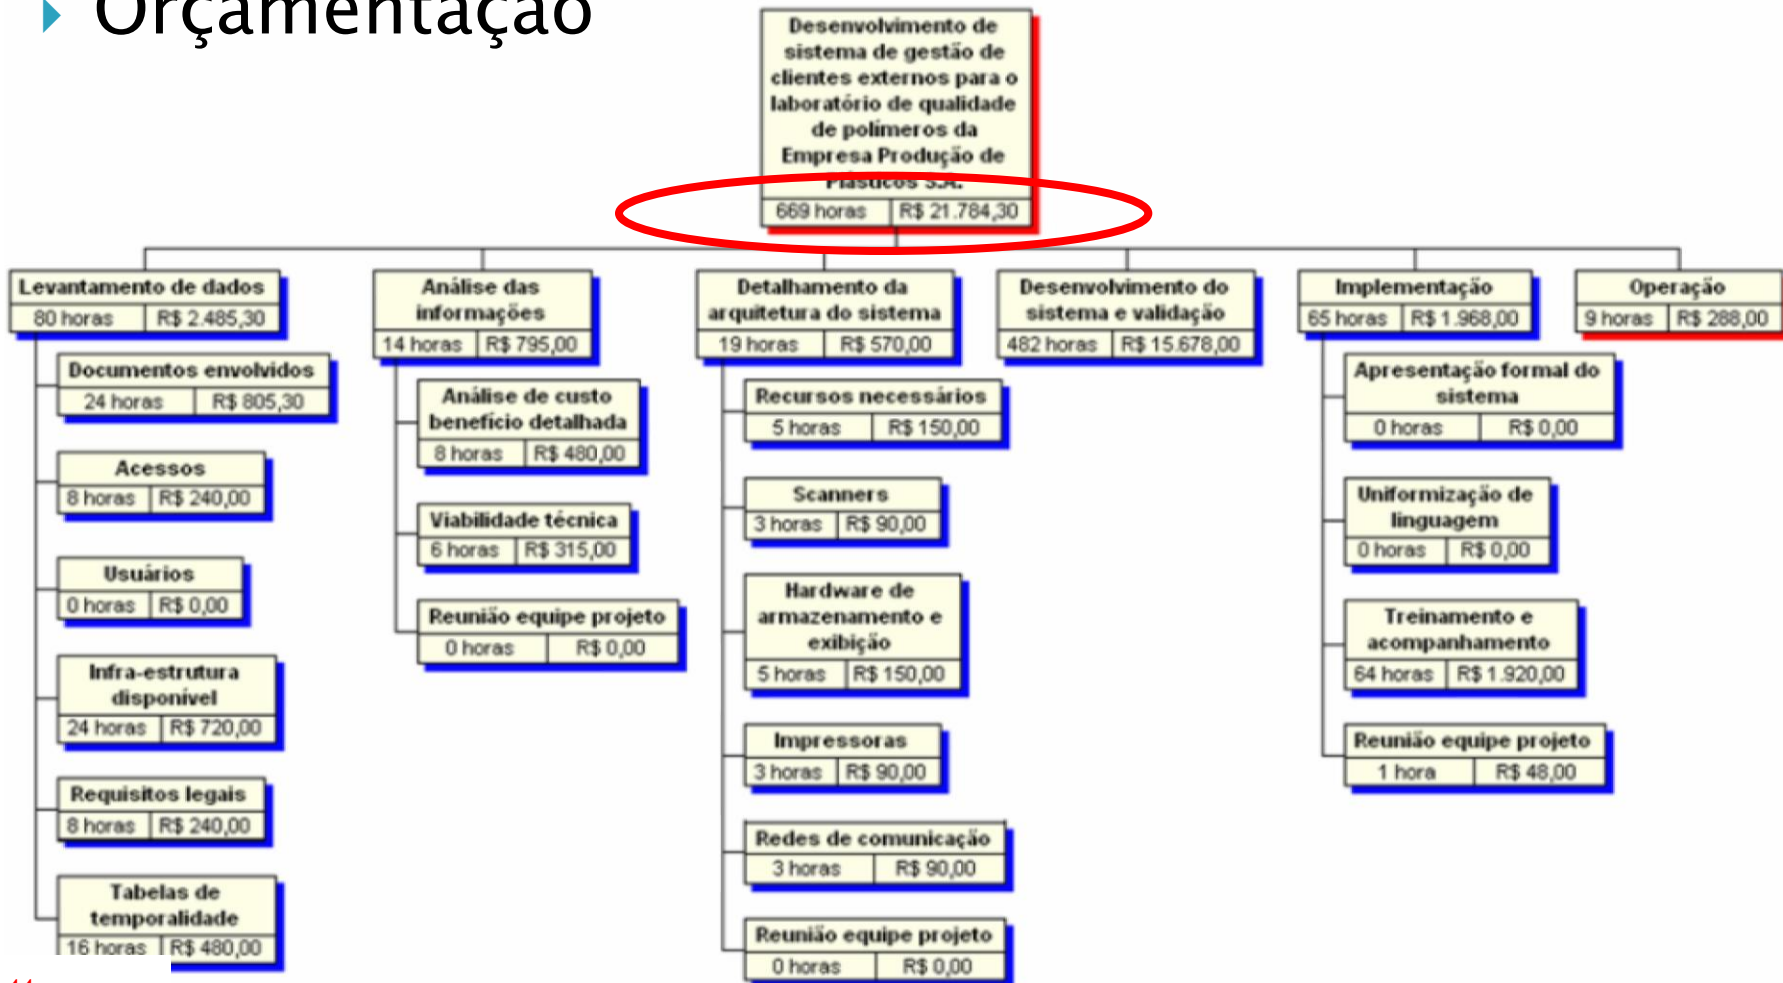 Orçamentação
Desenvolvimento de
sistema de gestão de
clientes externos para o
laboratório de qualidade
de polímeros da
Empresa Produção de
Plásticos S.A.
669 horas R$ 21.784,30
Levantamento de dados
80 horas R$ 2.485,30
Documentos envolvidos
24 horas R$ 805,30
Acessos
8 horas R$ 240,00
Usuários
0 horas R$ 0,00
Infra-estrutura
disponível
24 horas R$ 720,00
Requisitos legais
8 horas R$ 240,00
Tabelas de
temporalidade
16 horas R$ 480,00
Análise das
informações
14 horas R$ 795,00
Análise de custo
benefício detalhada
8 horas R$ 480,00
Viabilidade técnica
6 horas R$ 315,00
Reunião equipe projeto
0 horas R$ 0,00
Detalhamento da
arquitetura do sistema
19 horas R$ 570,00
Recursos necessários
5 horas R$ 150,00
Scanners
3 horas R$ 90,00
Hardware de
armazenamento e
exibição
5 horas R$ 150,00
Impressoras
3 horas R$ 90,00
Redes de comunicação
3 horas R$ 90,00
Reunião equipe projeto
0 horas R$ 0,00
Desenvolvimento do
sistema e validação
482 horas R$ 15.678,00
Implementação
65 horas R$ 1.968,00
Apresentação formal do
sistema
0 horas R$ 0,00
Uniformização de
linguagem
0 horas R$ 0,00
Treinamento e
acompanhamento
64 horas R$ 1.920,00
Reunião equipe projeto
1 hora R$ 48,00
Operação
9 horas R$ 288,00